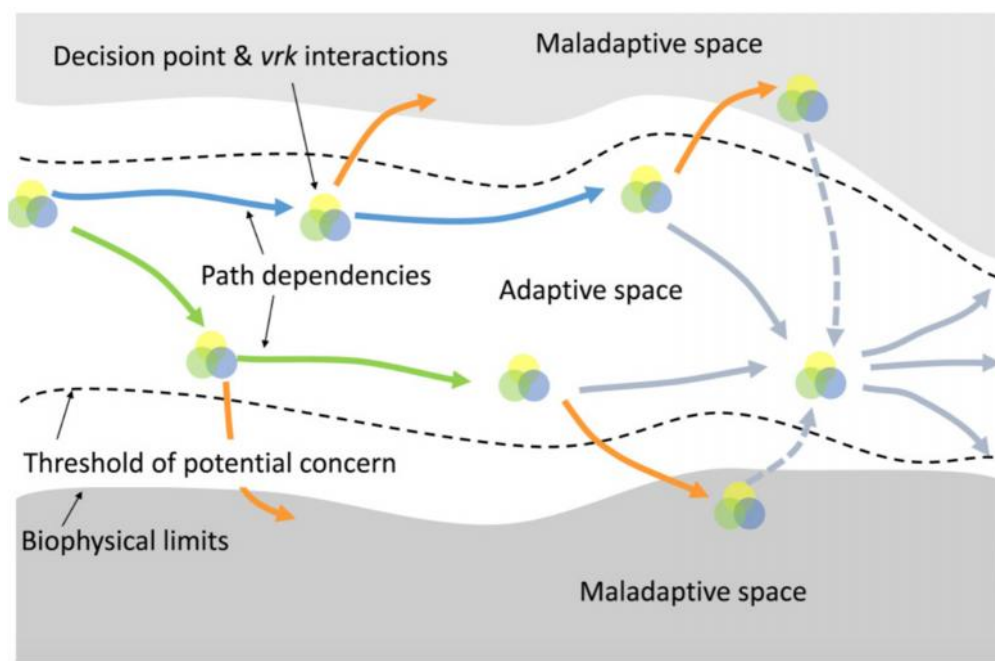 Maladaptive space
Decision point & vrk interactions
Path dependencies
Adaptive space
Threshold of potential concern
Biophysical limits
Maladaptive space